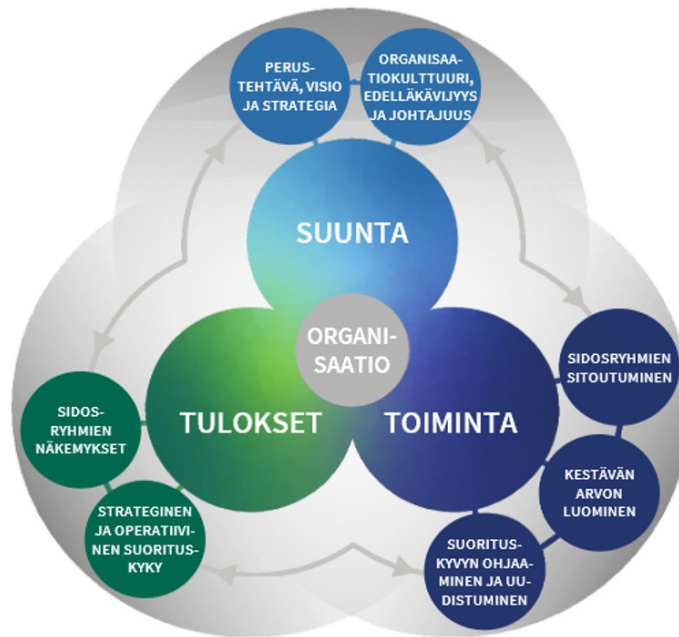 PERUS-
TEHTÄVÄ, VISIO
JA STRATEGIA
ORGANISAA-
TIOKULTTUURI,
EDELLÄKÄVIJYYS
JA JOHTAJUUS
SUUNTA
ORGANI-
SAATIO
TULOKSET
TOIMINTA
SIDOSRYHMIEN
SITOUTUMINEN
KESTÄVÄN
ARVON
LUOMINEN
SUORITUS-
KYVYN OHJAA-
MINEN JA UU-
DISTUMINEN
SIDOS-
RYHMIEN
NÄKEMYKSET
STRATEGINEN
JA OPERATIIVI-
NEN SUORITUS-
KYKY